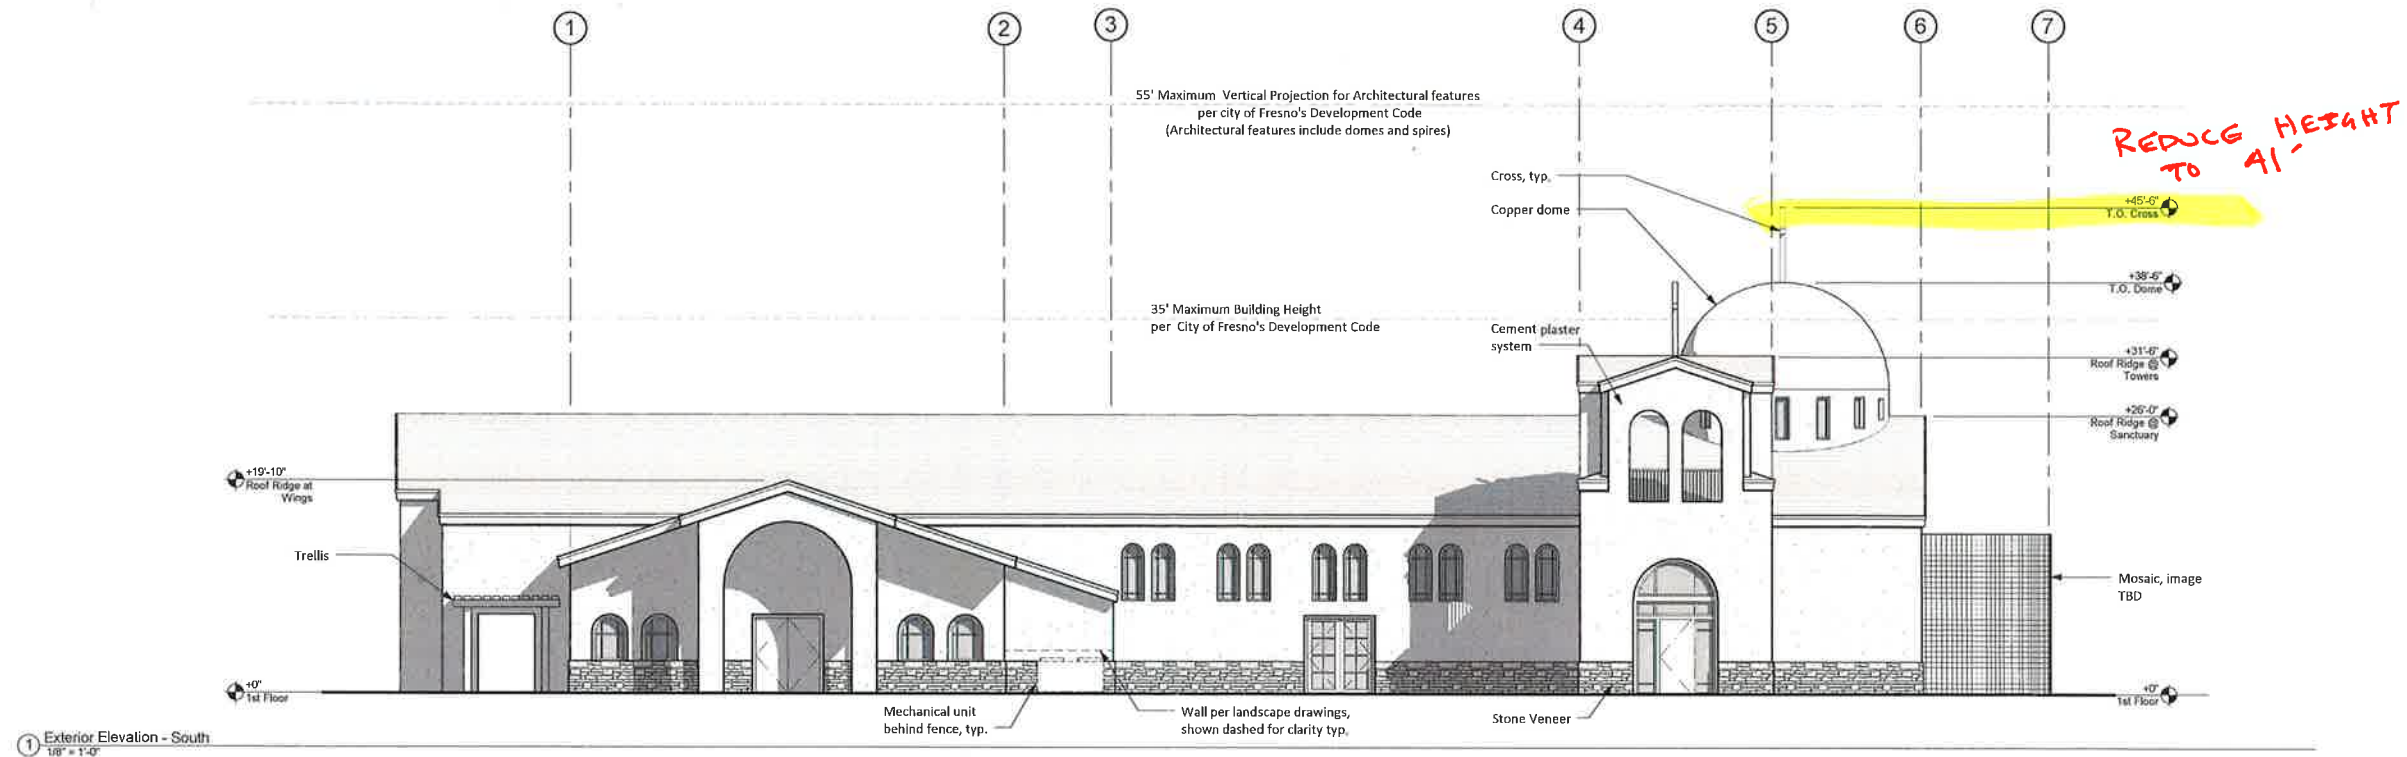 1
2
3
4
5
6
7
55' Maximum Vertical Projection for Architectural features
per city of Fresno's Development Code
(Architectural features include domes and spires)
REDUCE HEIGHT
TO 41'
Cross, typ.
Copper dome
+45'-6"
T.O. Cross
+38'-6"
T.O. Dome
35' Maximum Building Height
per City of Fresno's Development Code
Cement plaster
system
+31'-6"
Roof Ridge @
Towers
+26'-0"
Roof Ridge @
Sanctuary
+19'-10"
Roof Ridge at
Wings
Trellis
Mosaic, image
TBD
+0"
1st Floor
+0"
1st Floor
Mechanical unit
behind fence, typ.
Wall per landscape drawings,
shown dashed for clarity typ.
Stone Veneer
1
Exterior Elevation - South
1/8" = 1'-0"